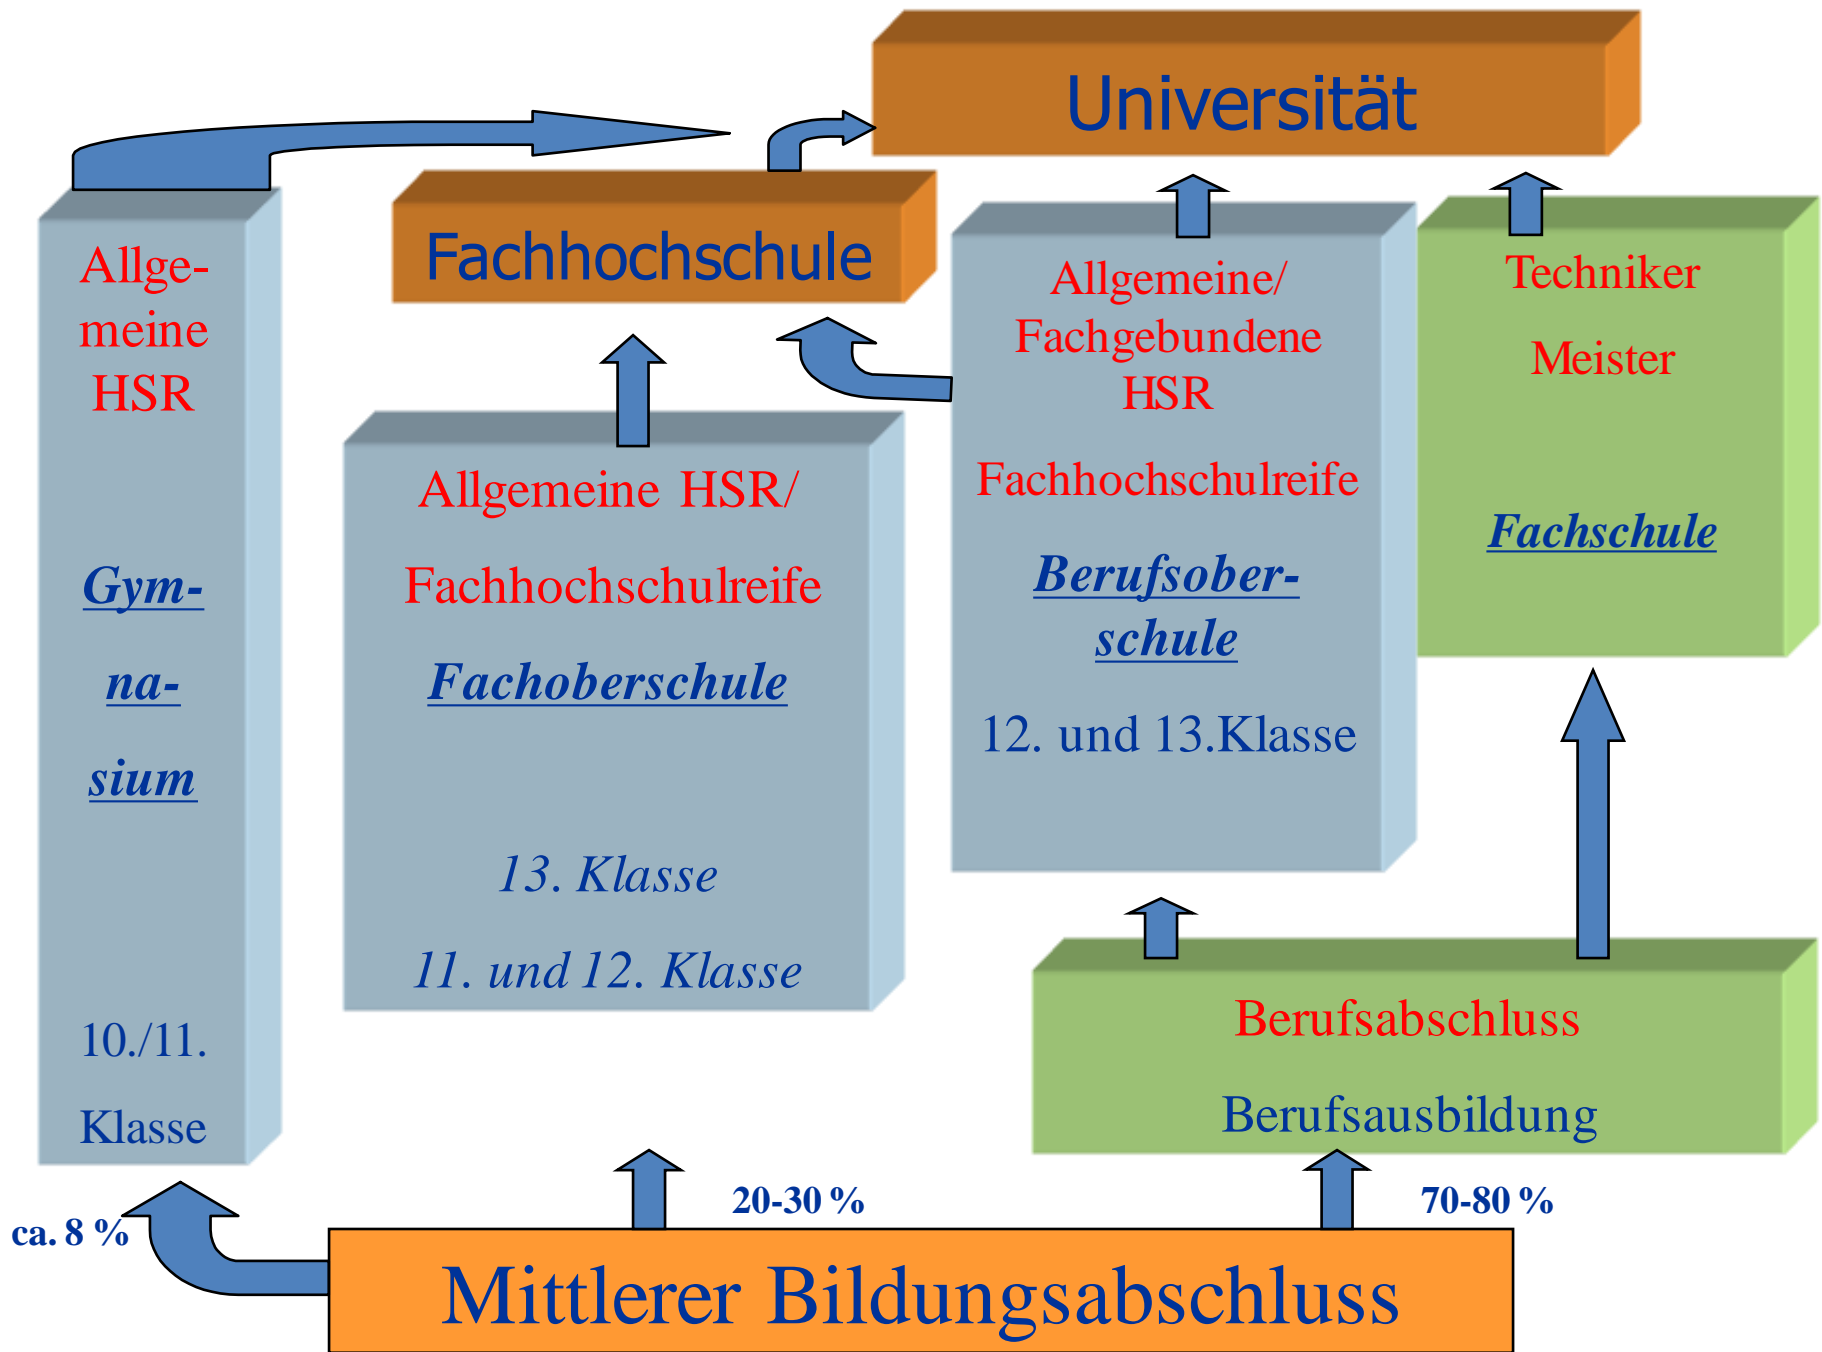 Universität
Fachhochschule
Allge-
meine
HSR
Gym-
na-
sium
10./11.
Klasse
Allgemeine HSR/
Fachhochschulreife
Fachoberschule
13. Klasse
11. und 12. Klasse
Allgemeine/
Fachgebundene
HSR
Fachhochschulreife
Berufsober-
schule
12. und 13.Klasse
Techniker
Meister
Fachschule
Berufsabschluss
Berufsausbildung
ca. 8 %
20-30 %
70-80 %
Mittlerer Bildungsabschluss